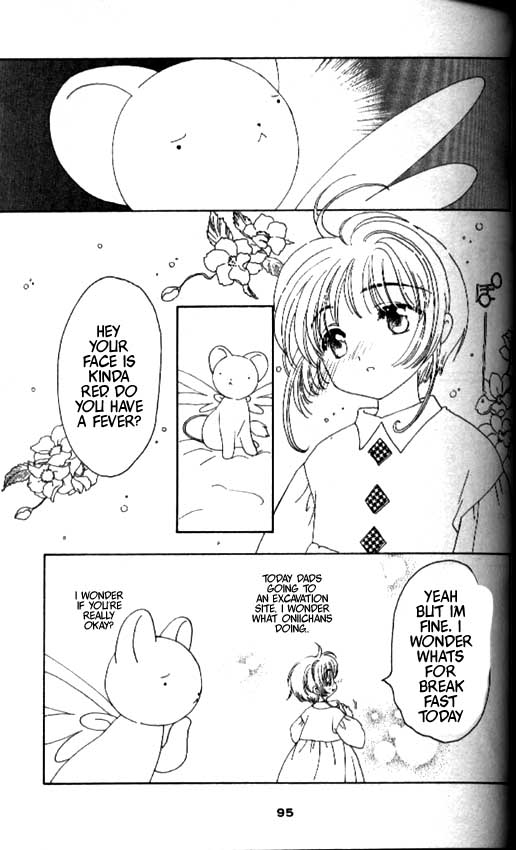 HEY
YOUR
FACE IS
KINDA
RED. DO
YOU HAVE
A FEVER?
YEAH
BUT IM
FINE. I
WONDER
WHATS
FOR
BREAK
FAST
TODAY
TODAY DADS
GOING TO
AN EXCAVATION
SITE. I WONDER
WHAT ONIICHANS
DOING.
I WONDER
IF YOU'RE
REALLY
OKAY?
95